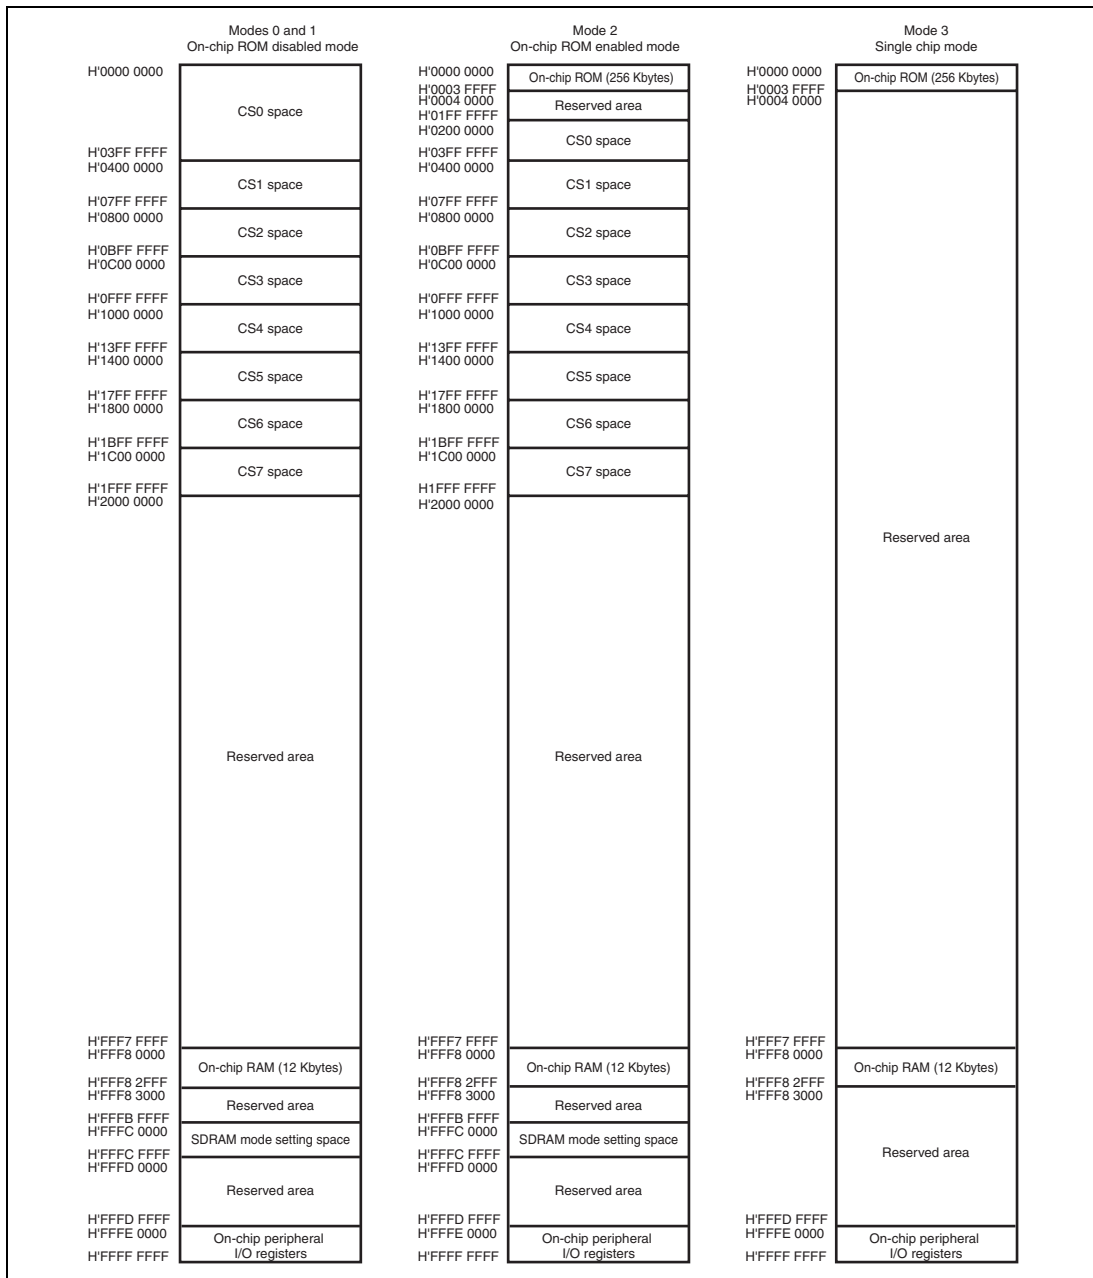 Modes 0 and 1
On-chip ROM disabled mode
H'0000 0000
CS0 space
H'03FF FFFF
H'0400 0000
CS1 space
H'07FF FFFF
H'0800 0000
CS2 space
H'0BFF FFFF
H'0C00 0000
CS3 space
H'0FFF FFFF
H'1000 0000
CS4 space
H'13FF FFFF
H'1400 0000
CS5 space
H'17FF FFFF
H'1800 0000
CS6 space
H'1BFF FFFF
H'1C00 0000
CS7 space
H'1FFF FFFF
H'2000 0000
Reserved area
H'FFF7 FFFF
H'FFF8 0000
On-chip RAM (12 Kbytes)
H'FFF8 2FFF
H'FFF8 3000
Reserved area
H'FFFB FFFF
H'FFFC 0000
SDRAM mode setting space
H'FFFC FFFF
H'FFFD 0000
Reserved area
H'FFFD FFFF
H'FFFE 0000
On-chip peripheral
I/O registers
H'FFFF FFFF
Mode 2
On-chip ROM enabled mode
H'0000 0000
On-chip ROM (256 Kbytes)
H'0003 FFFF
H'0004 0000
Reserved area
H'01FF FFFF
H'0200 0000
CS0 space
H'03FF FFFF
H'0400 0000
CS1 space
H'07FF FFFF
H'0800 0000
CS2 space
H'0BFF FFFF
H'0C00 0000
CS3 space
H'0FFF FFFF
H'1000 0000
CS4 space
H'13FF FFFF
H'1400 0000
CS5 space
H'17FF FFFF
H'1800 0000
CS6 space
H'1BFF FFFF
H'1C00 0000
CS7 space
H1FFF FFFF
H'2000 0000
Reserved area
H'FFF7 FFFF
H'FFF8 0000
On-chip RAM (12 Kbytes)
H'FFF8 2FFF
H'FFF8 3000
Reserved area
H'FFFB FFFF
H'FFFC 0000
SDRAM mode setting space
H'FFFC FFFF
H'FFFD 0000
Reserved area
H'FFFD FFFF
H'FFFE 0000
On-chip peripheral
I/O registers
H'FFFF FFFF
Mode 3
Single chip mode
H'0000 0000
On-chip ROM (256 Kbytes)
H'0003 FFFF
H'0004 0000
Reserved area
H'FFF7 FFFF
H'FFF8 0000
On-chip RAM (12 Kbytes)
H'FFF8 2FFF
H'FFF8 3000
Reserved area
H'FFFD FFFF
H'FFFE 0000
On-chip peripheral
I/O registers
H'FFFF FFFF